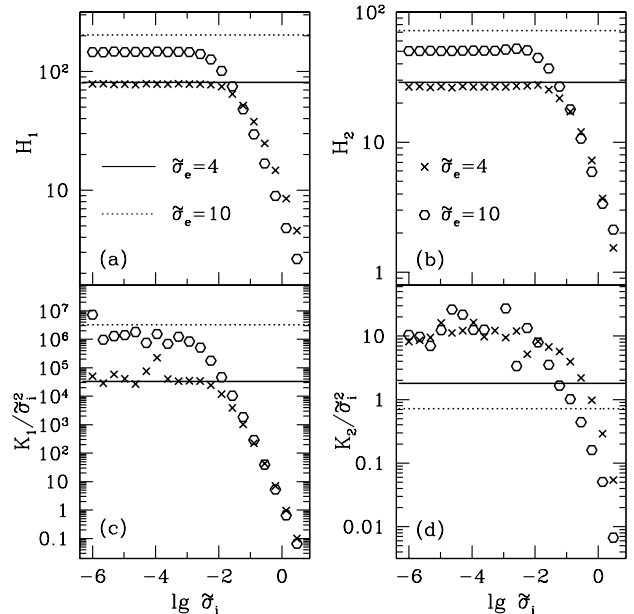 10²
10
H₁
σ̃ₑ=4
σ̃ₑ=10
(a)
10²
10
1
H₂
σ̃ₑ=4
σ̃ₑ=10
(b)
10⁷
10⁶
10⁵
10⁴
10³
10²
10
1
0.1
K₁/σ̃ᵢ²
(c)
−6 −4 −2 0
lg σ̃ᵢ
10
1
0.1
0.01
K₂/σ̃ᵢ²
(d)
−6 −4 −2 0
lg σ̃ᵢ